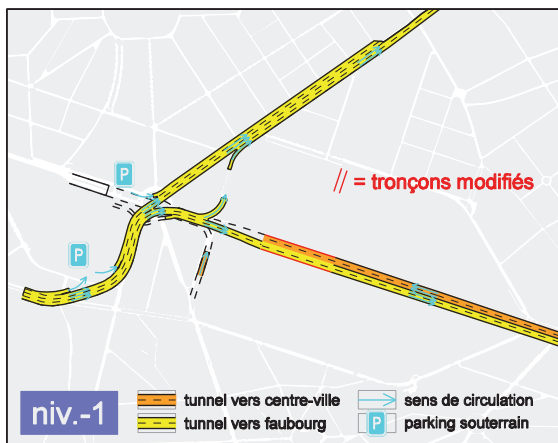 P
// = tronçons modifiés
P
niv.-1
tunnel vers centre-ville
tunnel vers faubourg
sens de circulation
P parking souterrain